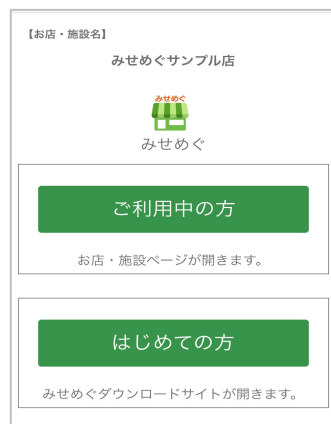 【お店・施設名】
みせめぐサンプル店
みせめぐ
みせめぐ
ご利用中の方
お店・施設ページが開きます。
はじめての方
みせめぐダウンロードサイトが開きます。